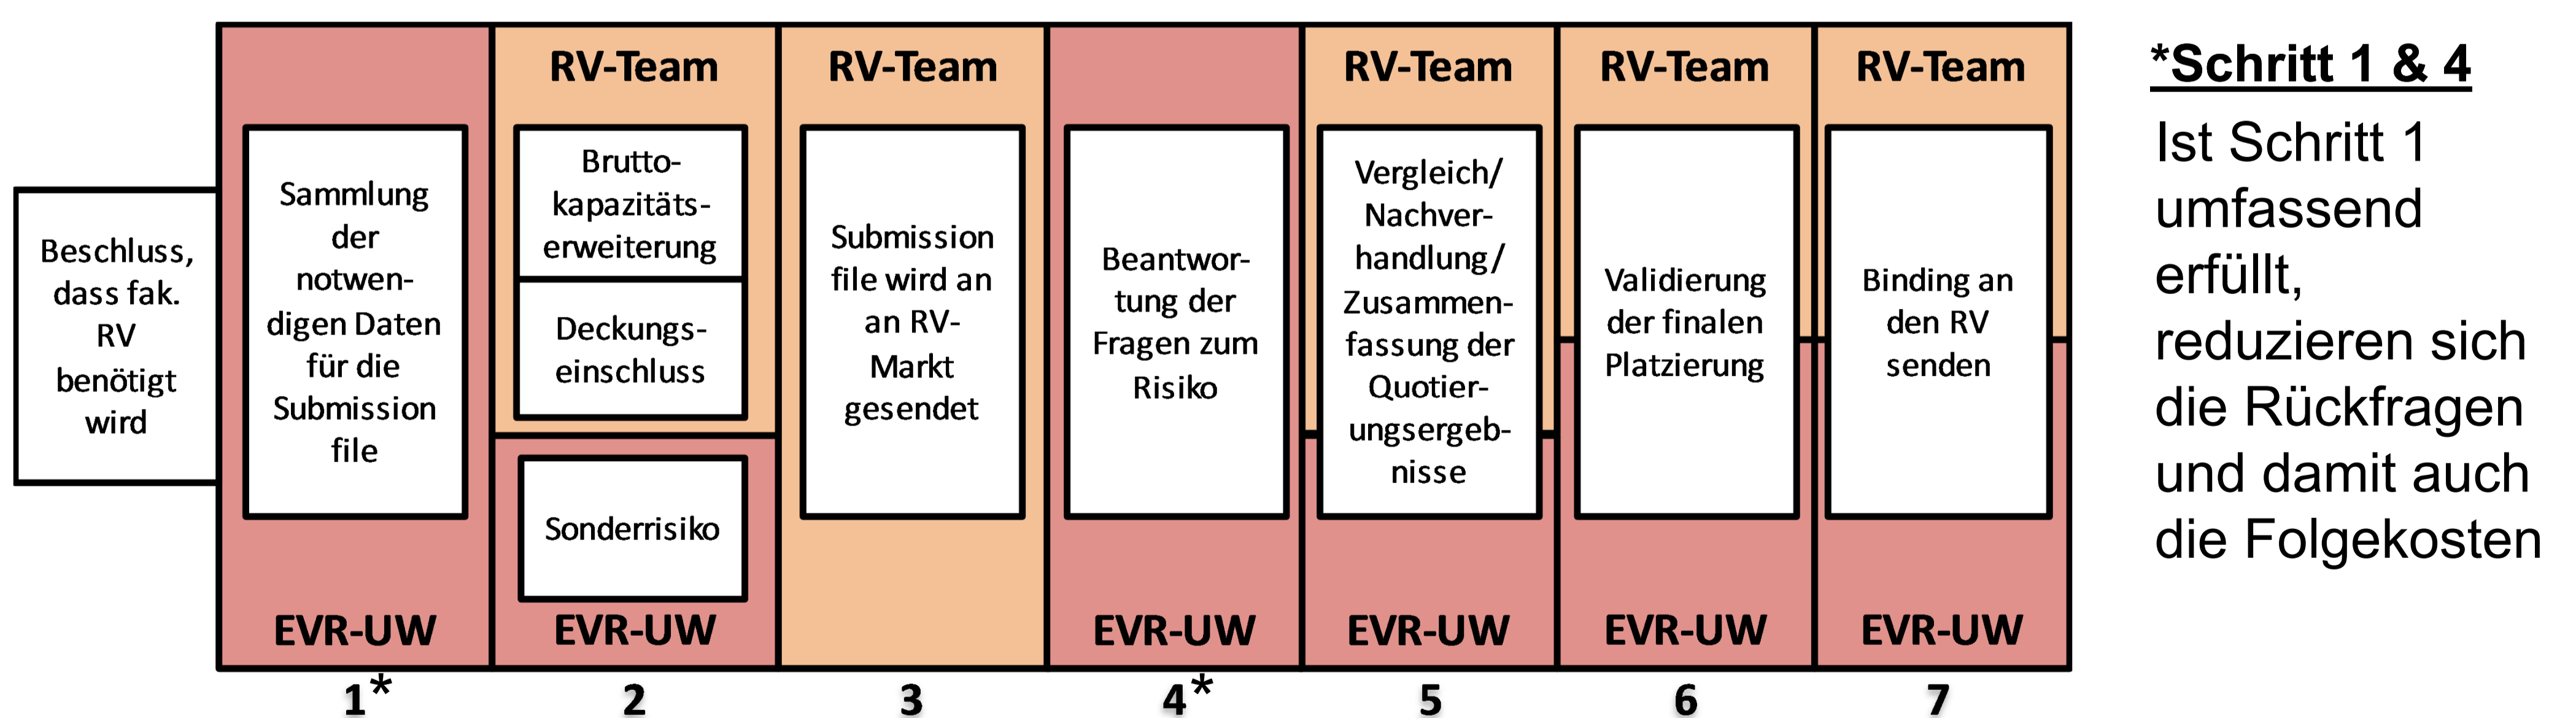 Beschluss,
dass fak.
RV
benötigt
wird
Sammlung
der
notwen-
digen Daten
für die
Submission
file
EVR-UW
1*
RV-Team
Brutto-
kapazitäts-
erweiterung
Deckungs-
einschluss
Sonderrisiko
EVR-UW
2
RV-Team
Submission
file wird an
an RV-
Markt
gesendet
3
Beantwor-
tung der
Fragen zum
Risiko
EVR-UW
4*
RV-Team
Vergleich/
Nachver-
handlung/
Zusammen-
fassung der
Quotier-
ungsergeb-
nisse
EVR-UW
5
RV-Team
Validierung
der finalen
Platzierung
EVR-UW
6
RV-Team
Binding an
den RV
senden
EVR-UW
7
*Schritt 1 & 4
Ist Schritt 1
umfassend
erfüllt,
reduzieren sich
die Rückfragen
und damit auch
die Folgekosten